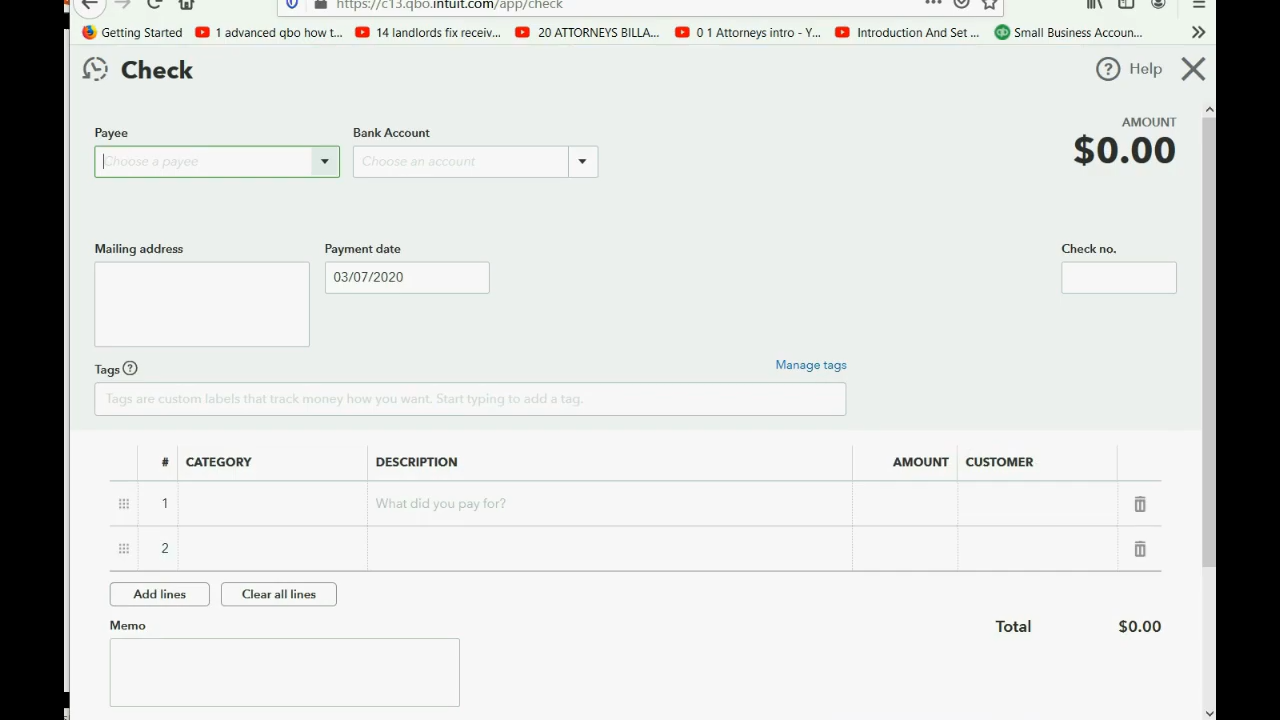 https://c13.qbo.intuit.com/app/check
Getting Started 1 advanced qbo how t... 14 landlords fix receiv... 20 ATTORNEYS BILLA... 0 1 Attorneys intro - Y... Introduction And Set ... Small Business Accoun...
Check
Help
AMOUNT
$0.00
Payee
Bank Account
Choose a payee
Choose an account
Mailing address
Payment date
Check no.
03/07/2020
Tags
Manage tags
Tags are custom labels that track money how you want. Start typing to add a tag.
# CATEGORY DESCRIPTION AMOUNT CUSTOMER
1 What did you pay for?
2
Add lines Clear all lines
Memo
Total $0.00